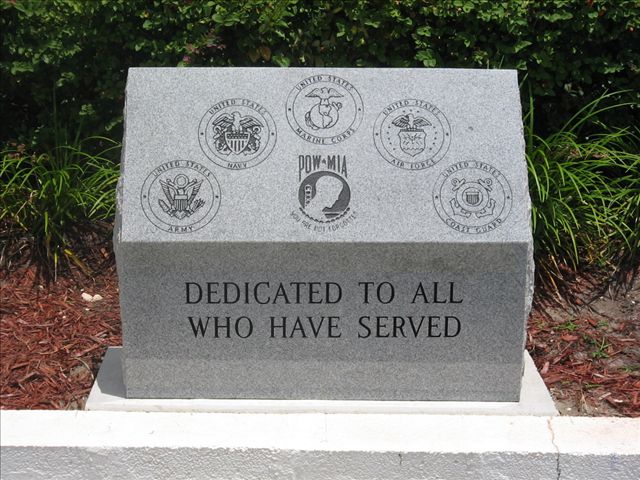 UNITED STATES
MARINE CORPS
UNITED STATES
NAVY
UNITED STATES
AIR FORCE
UNITED STATES
ARMY
POW★MIA
YOU ARE NOT FORGOTTEN
UNITED STATES
COAST GUARD
DEDICATED TO ALL
WHO HAVE SERVED